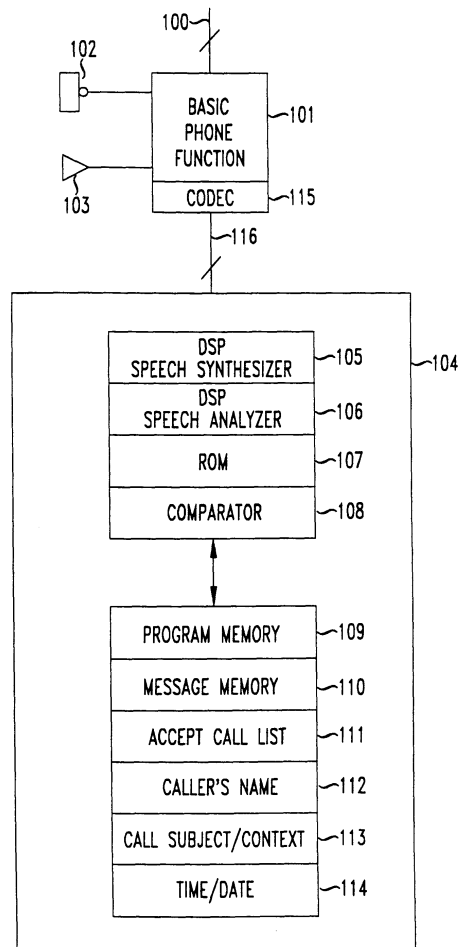 100
102
BASIC
PHONE
FUNCTION
101
103
CODEC
115
116
DSP
SPEECH SYNTHESIZER
105
104
DSP
SPEECH ANALYZER
106
ROM
107
COMPARATOR
108
PROGRAM MEMORY
109
MESSAGE MEMORY
110
ACCEPT CALL LIST
111
CALLER'S NAME
112
CALL SUBJECT/CONTEXT
113
TIME/DATE
114